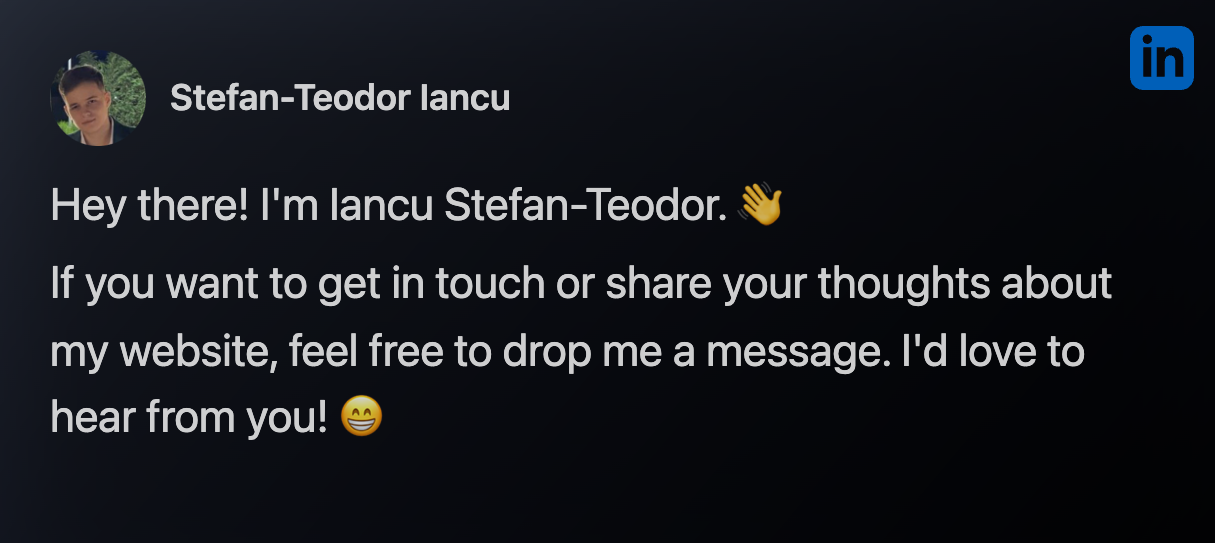 in
Stefan-Teodor Iancu
Hey there! I'm Iancu Stefan-Teodor. 👋
If you want to get in touch or share your thoughts about
my website, feel free to drop me a message. I'd love to
hear from you! 😁